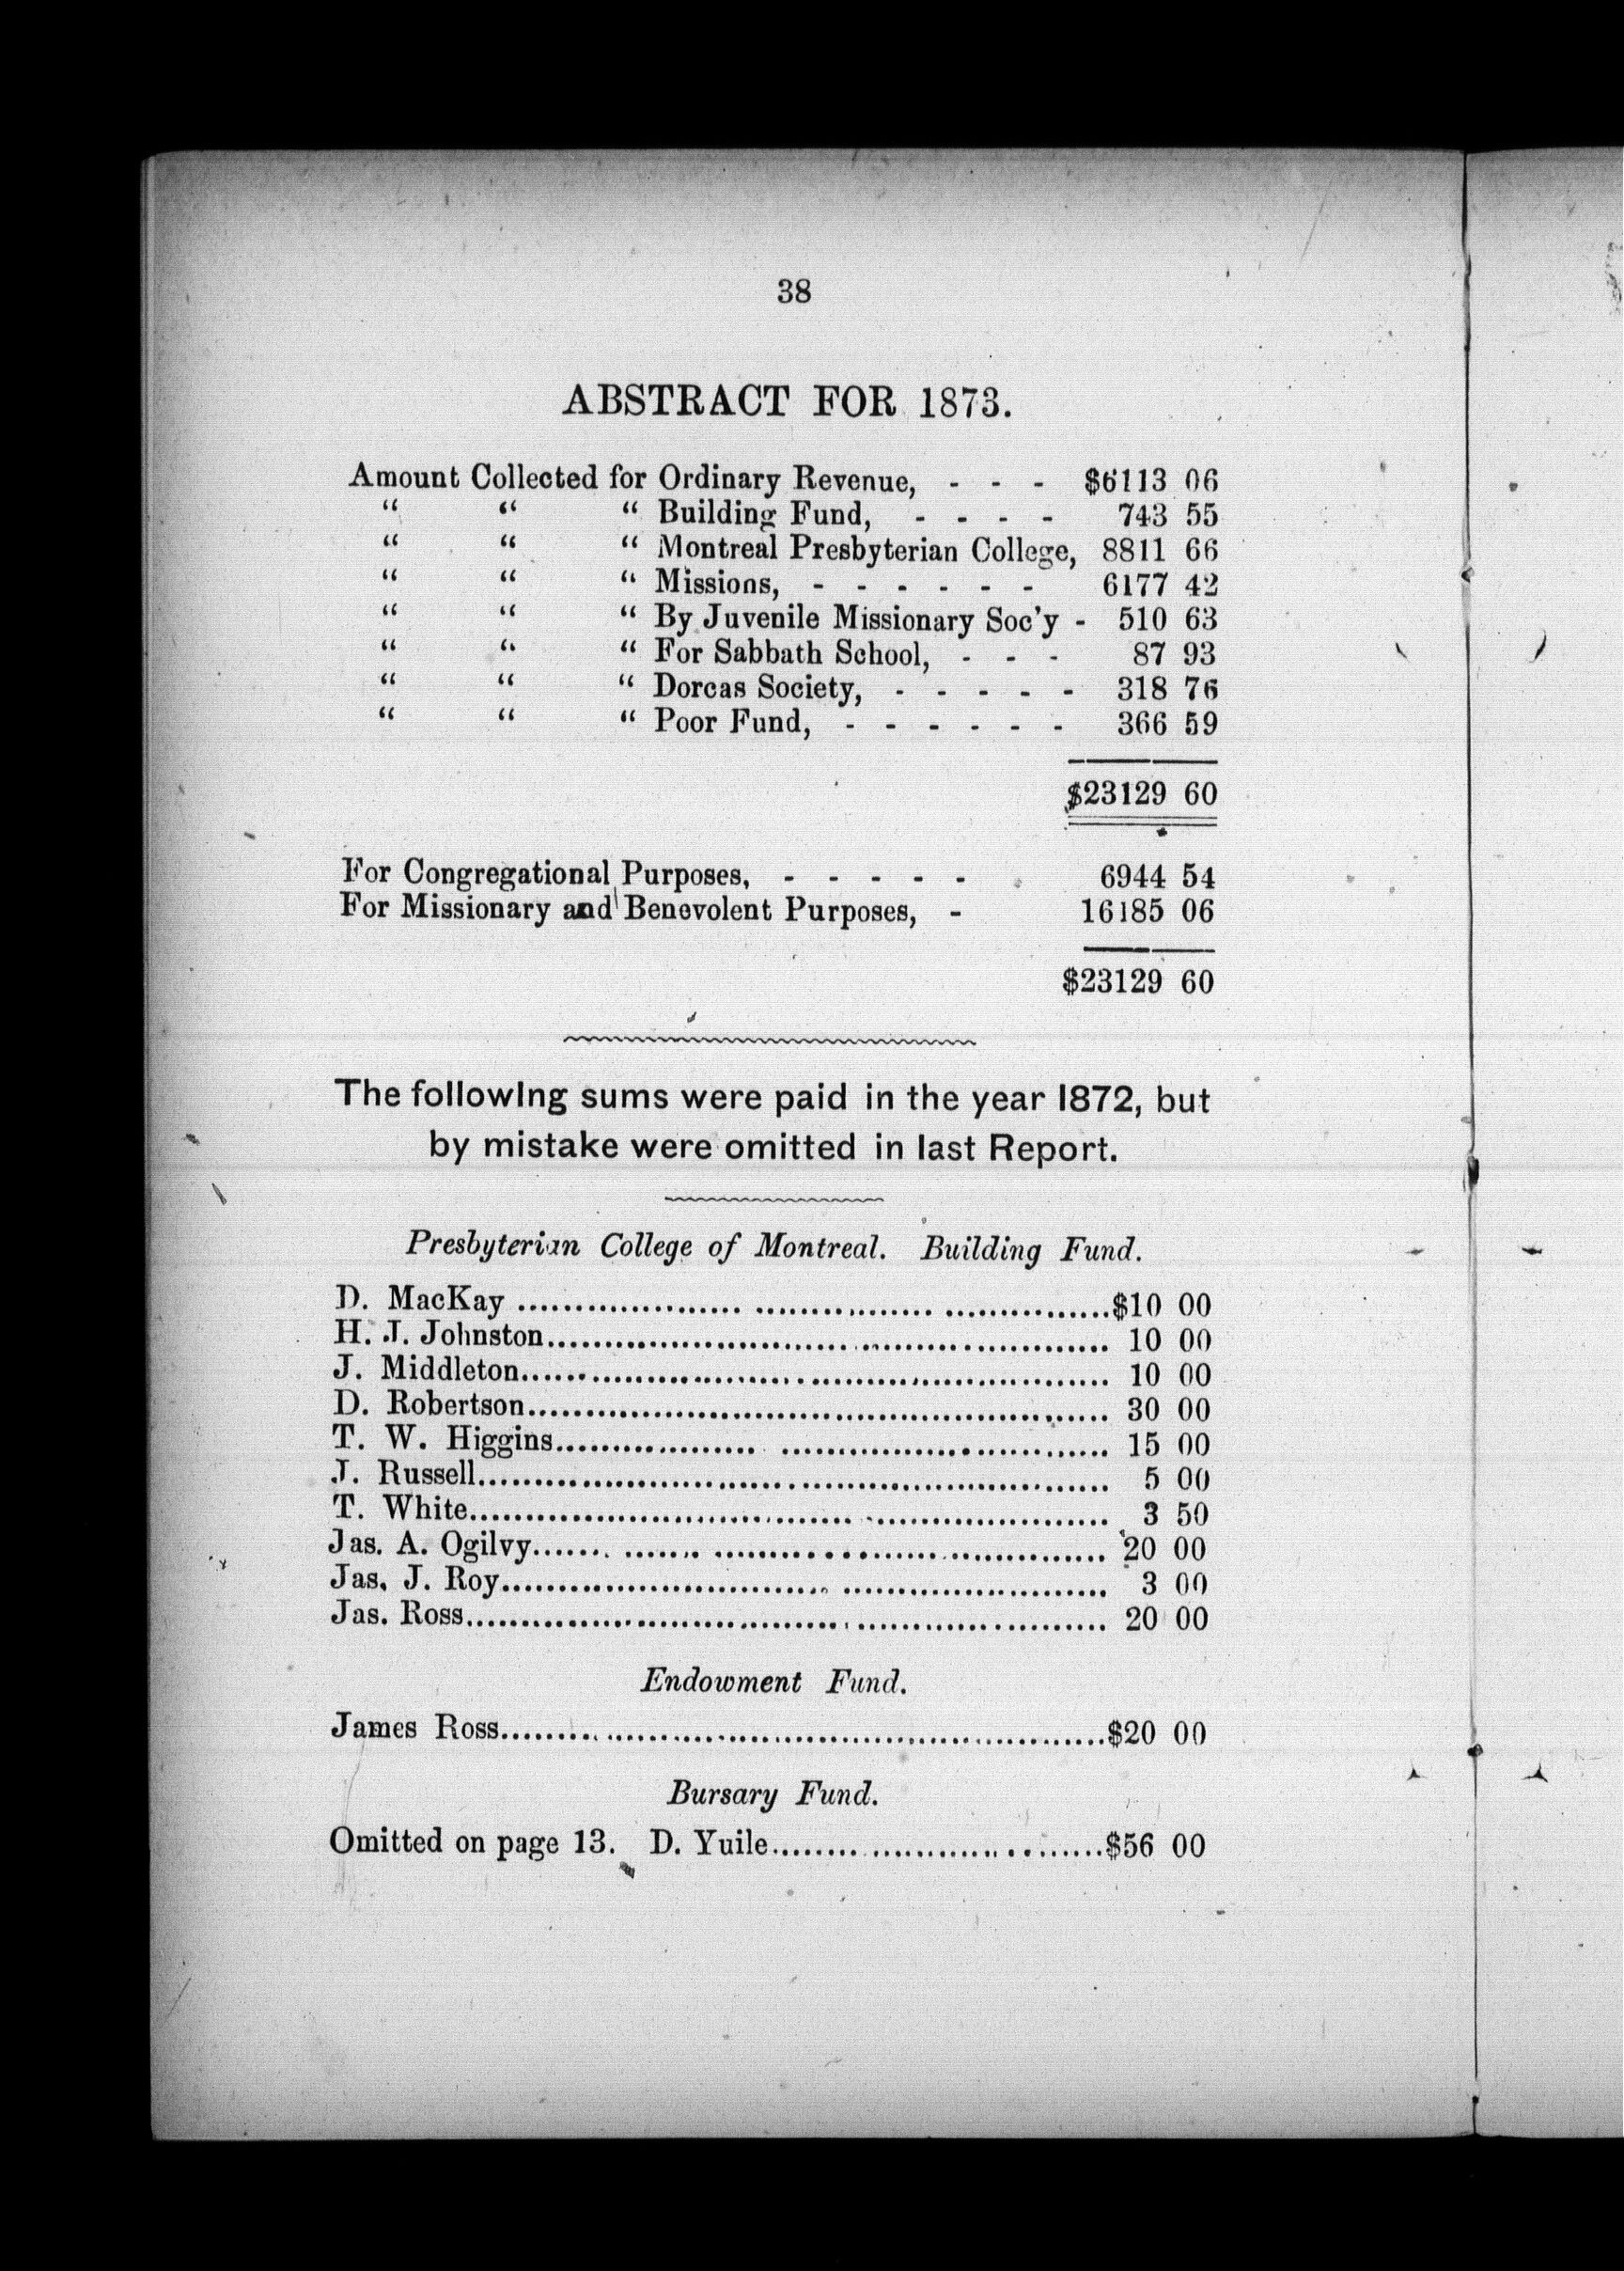 38
ABSTRACT FOR 1873.
Amount Collected for Ordinary Revenue, - - - $6113 06
“ “ “ Building Fund, - - - - 743 55
“ “ “ Montreal Presbyterian College, 8811 66
“ “ “ Missions, - - - - - - 6177 42
“ “ “ By Juvenile Missionary Soc'y - 510 63
“ “ “ For Sabbath School, - - - 87 93
“ “ “ Dorcas Society, - - - - - 318 76
“ “ “ Poor Fund, - - - - - - 366 59
$23129 60
For Congregational Purposes, - - - - - 6944 54
For Missionary and Benevolent Purposes, - 16185 06
$23129 60
The following sums were paid in the year 1872, but
by mistake were omitted in last Report.
Presbyterian College of Montreal. Building Fund.
D. MacKay ........................................ $10 00
H. J. Johnston........................................ 10 00
J. Middleton........................................ 10 00
D. Robertson........................................ 30 00
T. W. Higgins........................................ 15 00
J. Russell........................................ 5 00
T. White........................................ 3 50
Jas. A. Ogilvy........................................ 20 00
Jas. J. Roy........................................ 3 00
Jas. Ross........................................ 20 00
Endowment Fund.
James Ross........................................$20 00
Bursary Fund.
Omitted on page 13. D. Yuile..............................$56 00